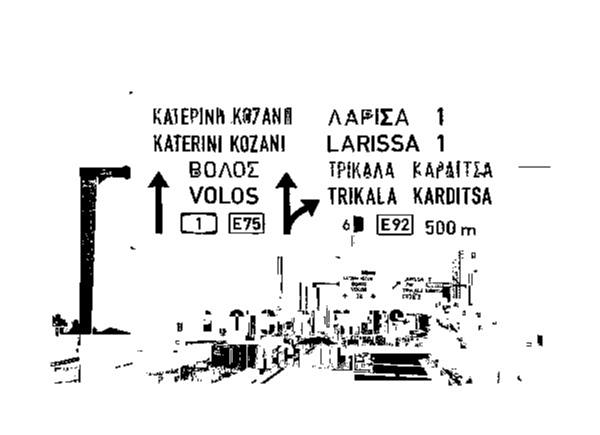 ΚΑΤΕΡΙΝΗ ΚΟΖΑΝΗ
KATERINI KOZANI
ΒΟΛΟΣ
VOLOS
1 E75
ΛΑΡΙΣΑ 1
LARISSA 1
ΤΡΙΚΑΛΑ ΚΑΡΔΙΤΣΑ
TRIKALA KARDITSA
6 E92 500 m